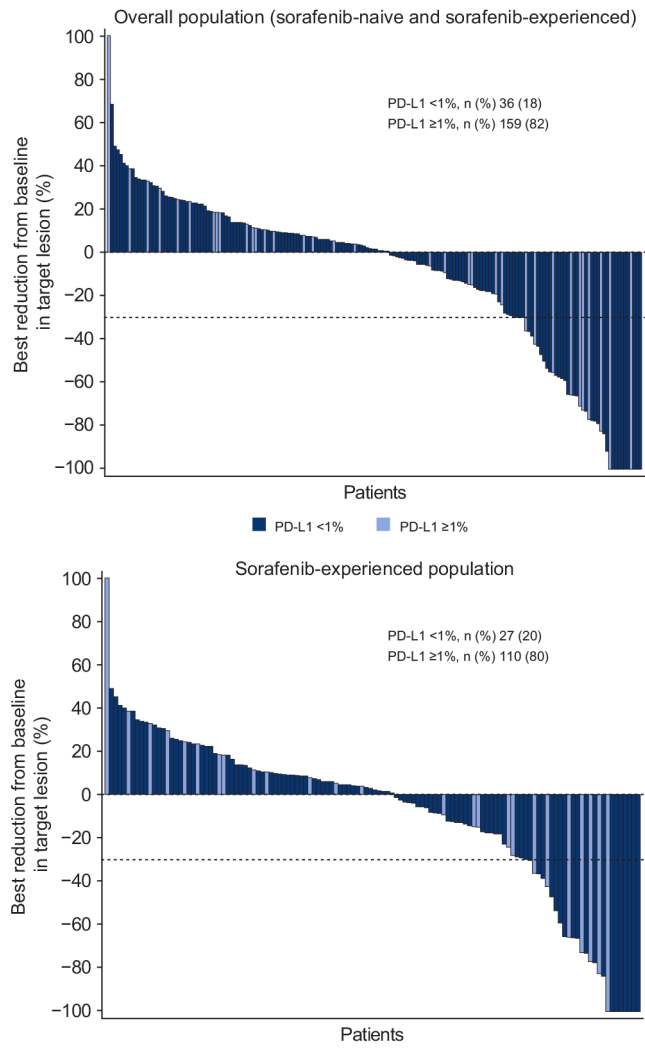 Overall population (sorafenib-naive and sorafenib-experienced)
100
80
60
40
20
0
−20
−40
−60
−80
−100
Best reduction from baseline
in target lesion (%)
PD-L1 <1%, n (%) 36 (18)
PD-L1 ≥1%, n (%) 159 (82)
Patients
PD-L1 <1%
PD-L1 ≥1%
Sorafenib-experienced population
100
80
60
40
20
0
−20
−40
−60
−80
−100
Best reduction from baseline
in target lesion (%)
PD-L1 <1%, n (%) 27 (20)
PD-L1 ≥1%, n (%) 110 (80)
Patients